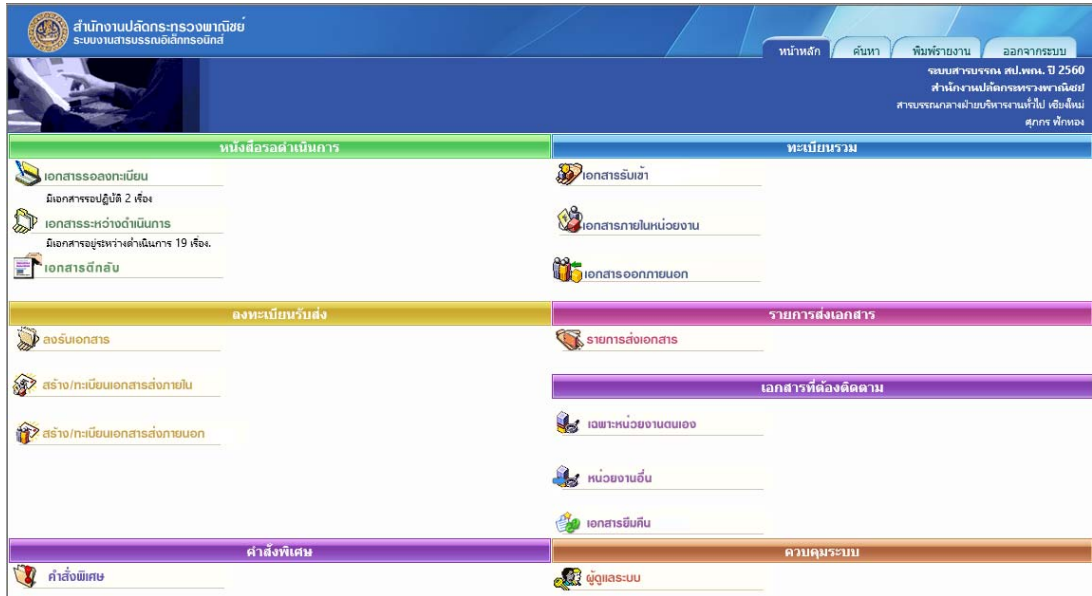 สำนักงานปลัดกระทรวงพาณิชย์
ระบบงานสารบรรณอิเล็กทรอนิกส์
หน้าหลัก
ค้นหา
พิมพ์รายงาน
ออกจากระบบ
ระบบสารบรรณ สป.พณ. ปี 2560
สำนักงานปลัดกระทรวงพาณิชย์
สารบรรณกลางฝ่ายบริหารงานทั่วไป เชียงใหม่
ศุภกร ฟักทอง
หนังสือรอดำเนินการ
เอกสารรอลงทะเบียน
มีเอกสารรอปฏิบัติ 2 เรื่อง
เอกสารระหว่างดำเนินการ
มีเอกสารอยู่ระหว่างดำเนินการ 19 เรื่อง.
เอกสารตีกลับ
ทะเบียนรวม
เอกสารรับเข้า
เอกสารภายในหน่วยงาน
เอกสารออกภายนอก
ลงทะเบียนรับส่ง
ลงรับเอกสาร
สร้าง/ทะเบียนเอกสารส่งภายใน
สร้าง/ทะเบียนเอกสารส่งภายนอก
รายการส่งเอกสาร
รายการส่งเอกสาร
เอกสารที่ต้องติดตาม
เฉพาะหน่วยงานตนเอง
หน่วยงานอื่น
เอกสารยืมคืน
คำสั่งพิเศษ
คำสั่งพิเศษ
ควบคุมระบบ
ผู้ดูแลระบบ